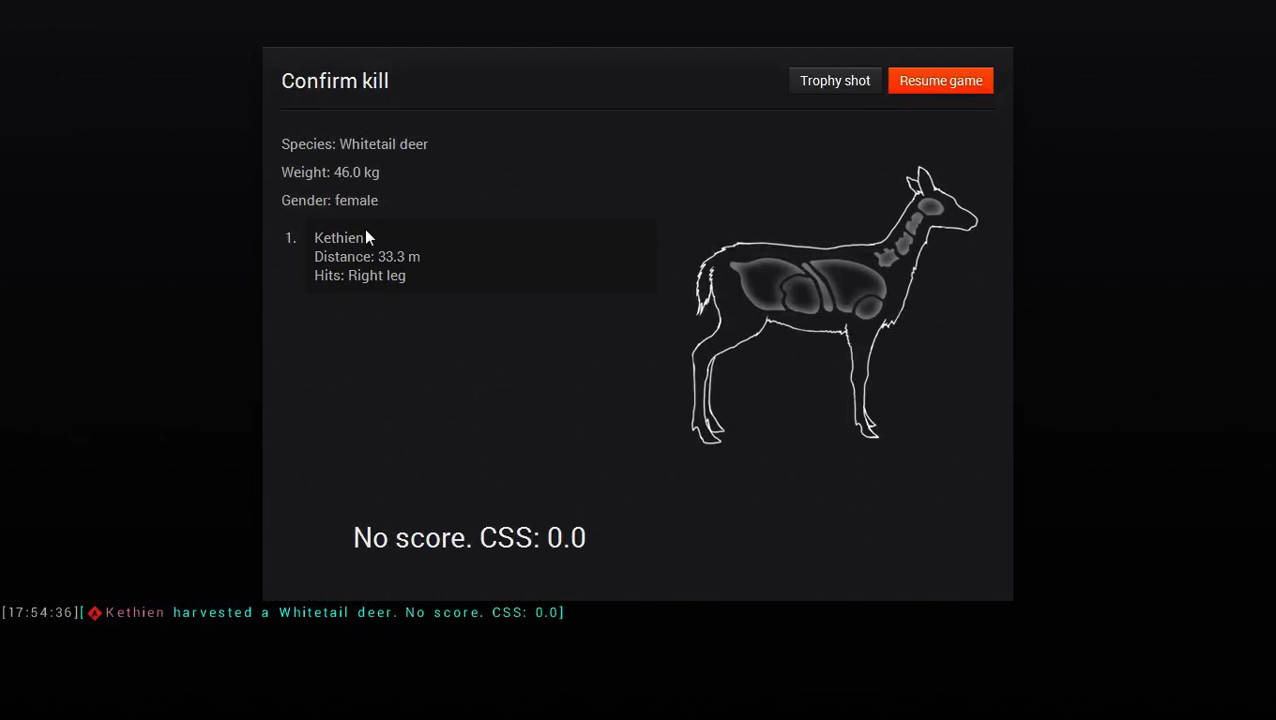 Confirm kill
Trophy shot
Resume game
Species: Whitetail deer
Weight: 46.0 kg
Gender: female
1. Kethien
Distance: 33.3 m
Hits: Right leg
No score. CSS: 0.0
[17:54:36][ Kethien harvested a Whitetail deer. No score. CSS: 0.0]